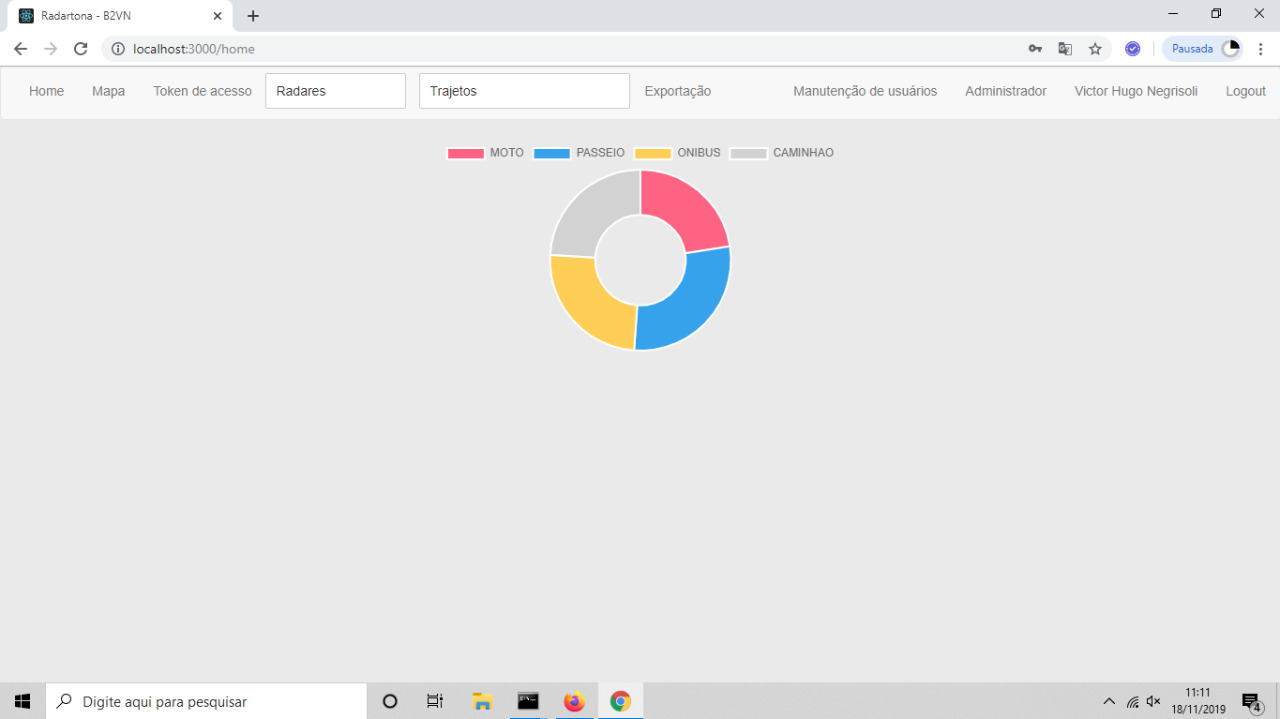 Radartona - B2VN
localhost:3000/home
Pausada
Home Mapa Token de acesso Radares Trajetos Exportação Manutenção de usuários Administrador Victor Hugo Negrisoli Logout
MOTO PASSEIO ONIBUS CAMINHAO
Digite aqui para pesquisar
11:11
18/11/2019
4